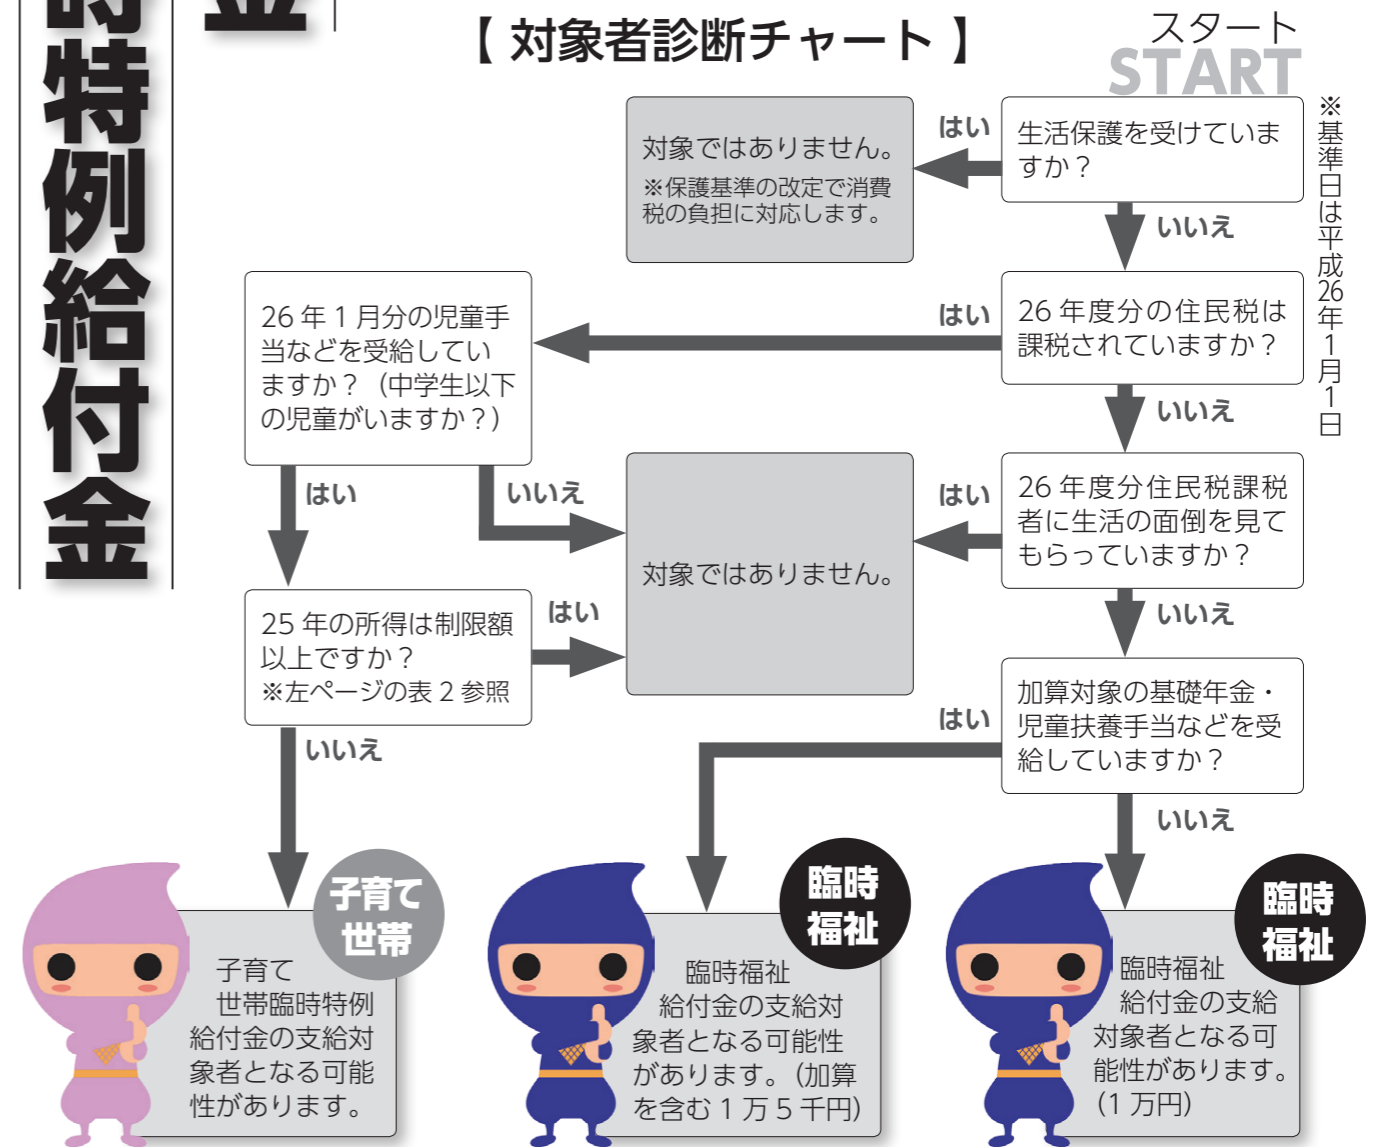 金
時特例給付金
【 対象者診断チャート 】
スタート
START
※基準日は平成26年1月1日
生活保護を受けていま
すか？
はい
対象ではありません。
※保護基準の改定で消費
税の負担に対応します。
いいえ
26 年度分の住民税は
課税されていますか？
はい
26 年 1 月分の児童手
当などを受給してい
ますか？（中学生以下
の児童がいますか？）
いいえ
26 年度分住民税課税
者に生活の面倒を見て
もらっていますか？
はい
対象ではありません。
はい
いいえ
25 年の所得は制限額
以上ですか？
※左ページの表 2 参照
はい
いいえ
いいえ
加算対象の基礎年金・
児童扶養手当などを受
給していますか？
はい
いいえ
子育て
世帯
子育て
世帯臨時特例
給付金の支給対
象者となる可能
性があります。
臨時
福祉
臨時福祉
給付金の支給対
象者となる可能性
があります。（加算
を含む 1 万 5 千円）
臨時
福祉
臨時福祉
給付金の支給
対象者となる可
能性があります。
（1 万円）